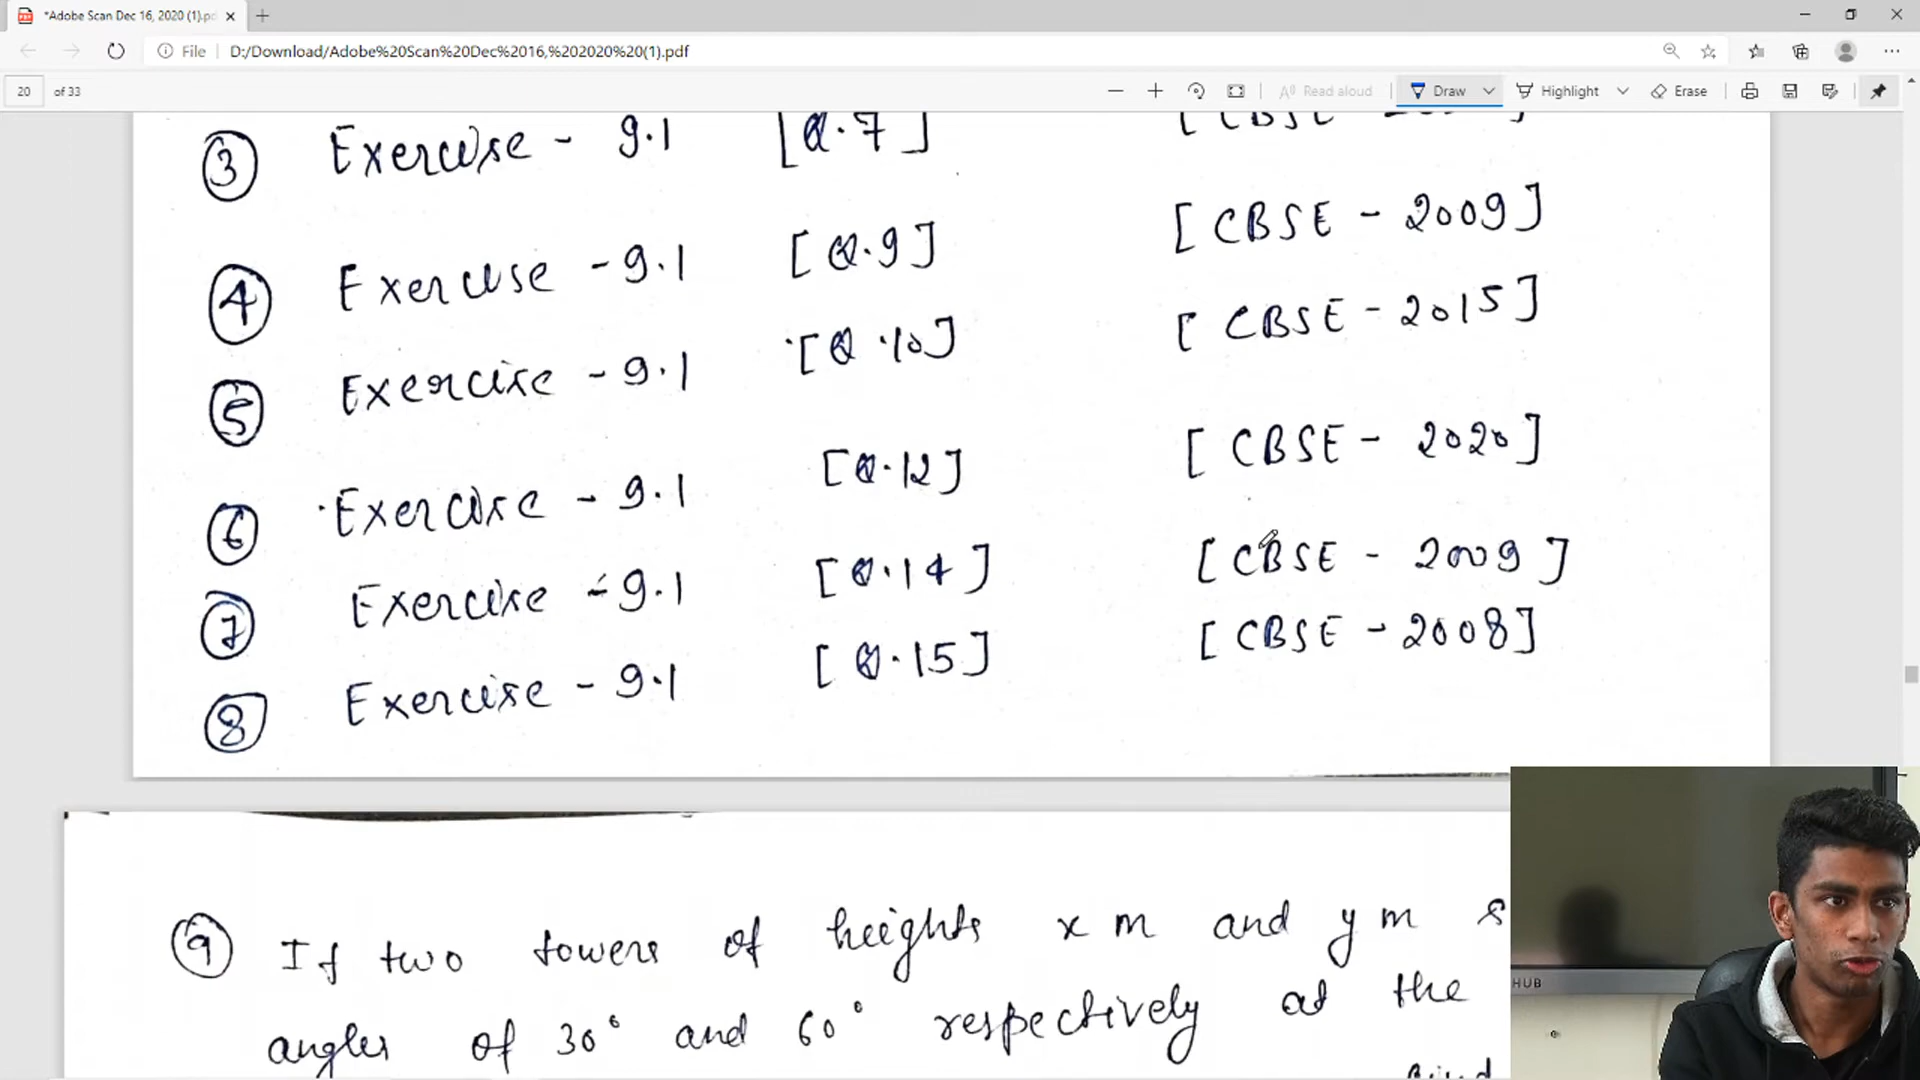 *Adobe Scan Dec 16, 2020 (1).pd
File D:/Download/Adobe%20Scan%20Dec%2016,%202020%20(1).pdf
20 of 33 Read aloud Draw Highlight Erase
3 Exercise - 9.1 [Q.7] [CBSE -
4 Exercise - 9.1 [Q.9] [CBSE - 2009]
5 Exercise - 9.1 [Q.10] [CBSE - 2015]
6 Exercise - 9.1 [Q.12] [CBSE - 2020]
7 Exercise - 9.1 [Q.14] [CBSE - 2009]
8 Exercise - 9.1 [Q.15] [CBSE - 2008]
9 If two towers of heights x m and y m s
angles of 30° and 60° respectively at the
HUB